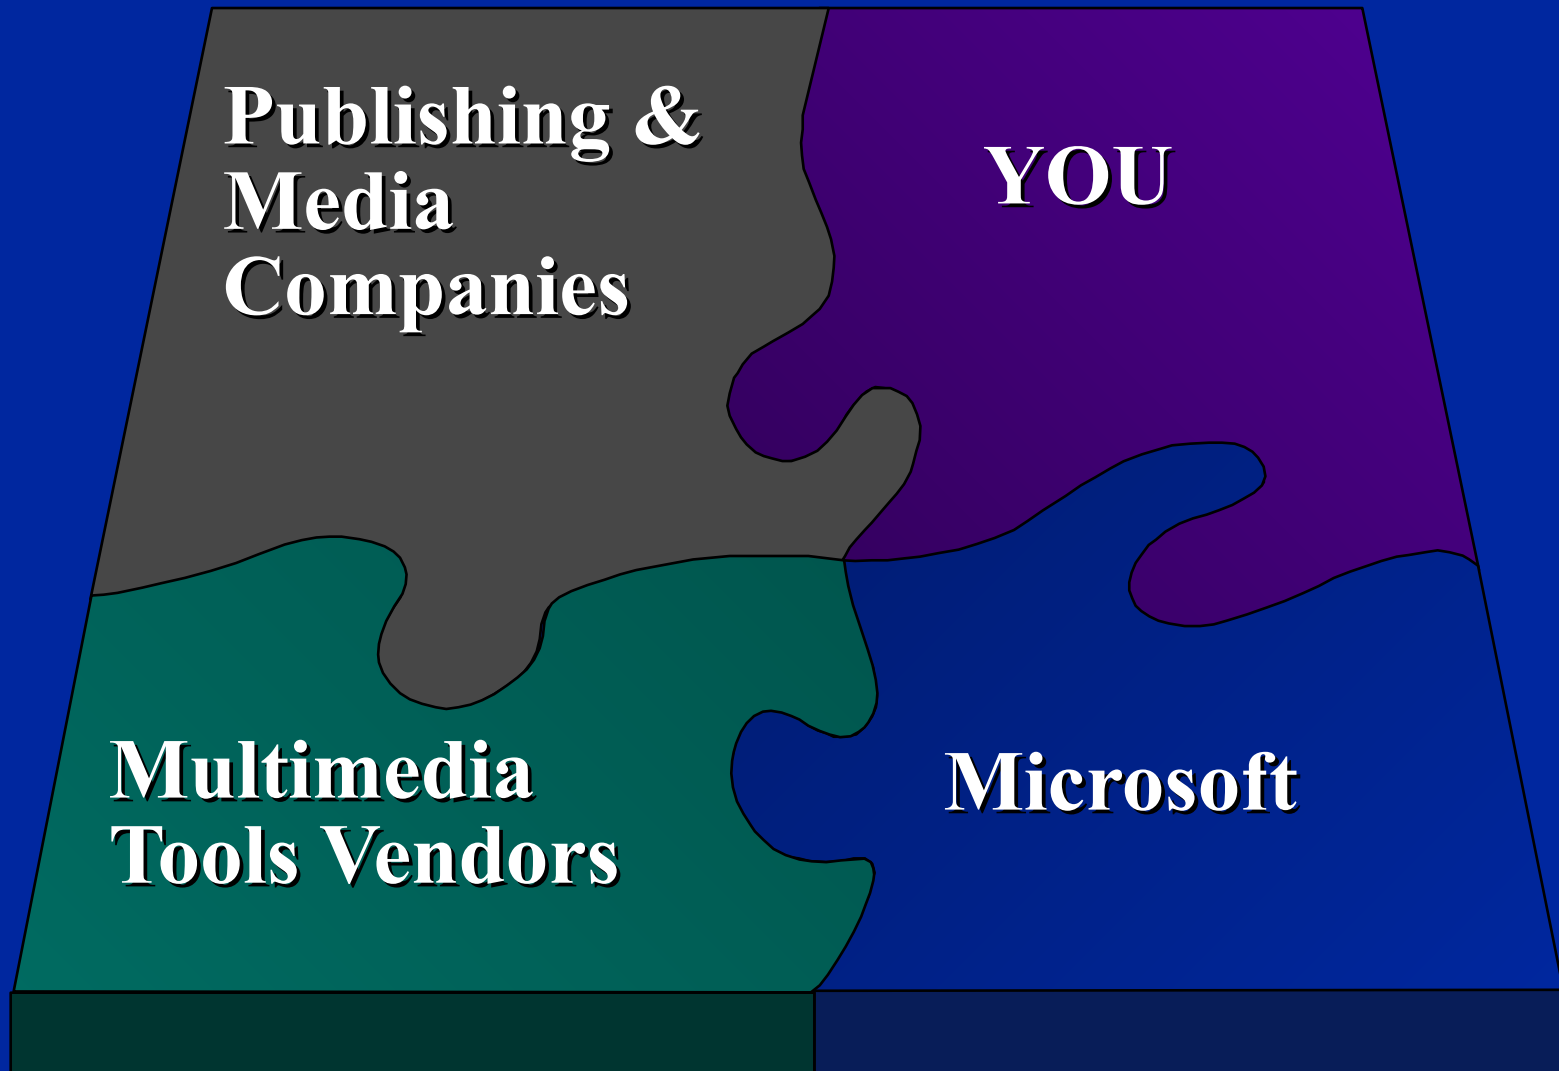 Publishing &
Media
Companies
YOU
Multimedia
Tools Vendors
Microsoft